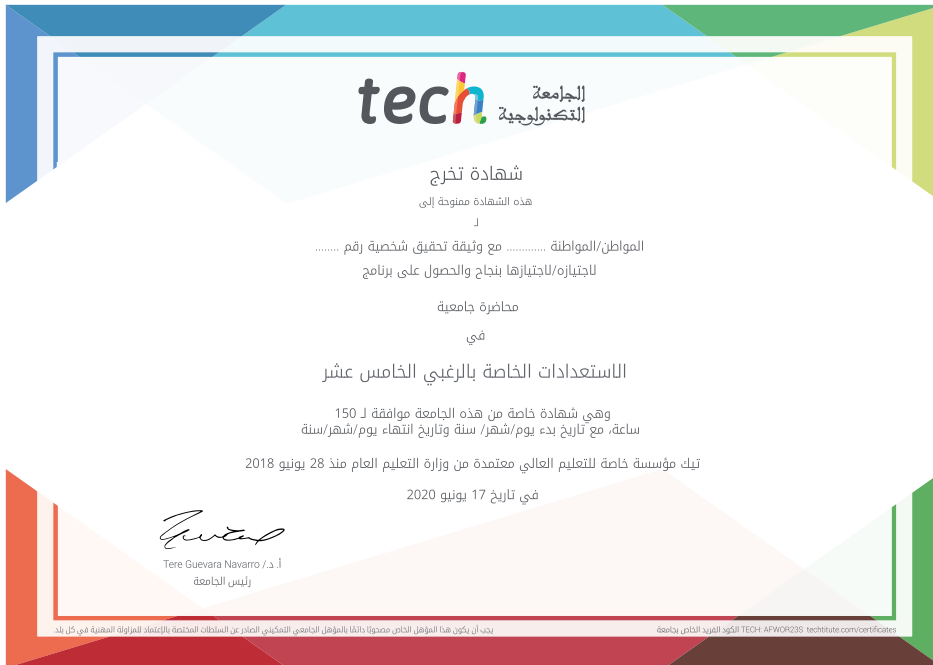 tech الجامعة
التكنولوجية
شهادة تخرج
هذه الشهادة ممنوحة إلى
لـ
المواطن/المواطنة ............. مع وثيقة تحقيق شخصية رقم ........
لاجتيازه/لاجتيازها بنجاح والحصول على برنامج
محاضرة جامعية
في
الاستعدادات الخاصة بالرغبي الخامس عشر
وهي شهادة خاصة من هذه الجامعة موافقة لـ 150
ساعة، مع تاريخ بدء يوم/شهر/ سنة وتاريخ انتهاء يوم/شهر/سنة
تيك مؤسسة خاصة للتعليم العالي معتمدة من وزارة التعليم العام منذ 28 يونيو 2018
في تاريخ 17 يونيو 2020
أ.د./ Tere Guevara Navarro
رئيس الجامعة
يجب أن يكون هذا المؤهل الخاص مصحوبًا دائمًا بالمؤهل الجامعي التمكيني الصادر عن السلطات المختصة بالإعتماد للمزاولة المهنية في كل بلد.
الكود الفريد الخاص بجامعة TECH: AFWOR23S techtitute.com/certificates